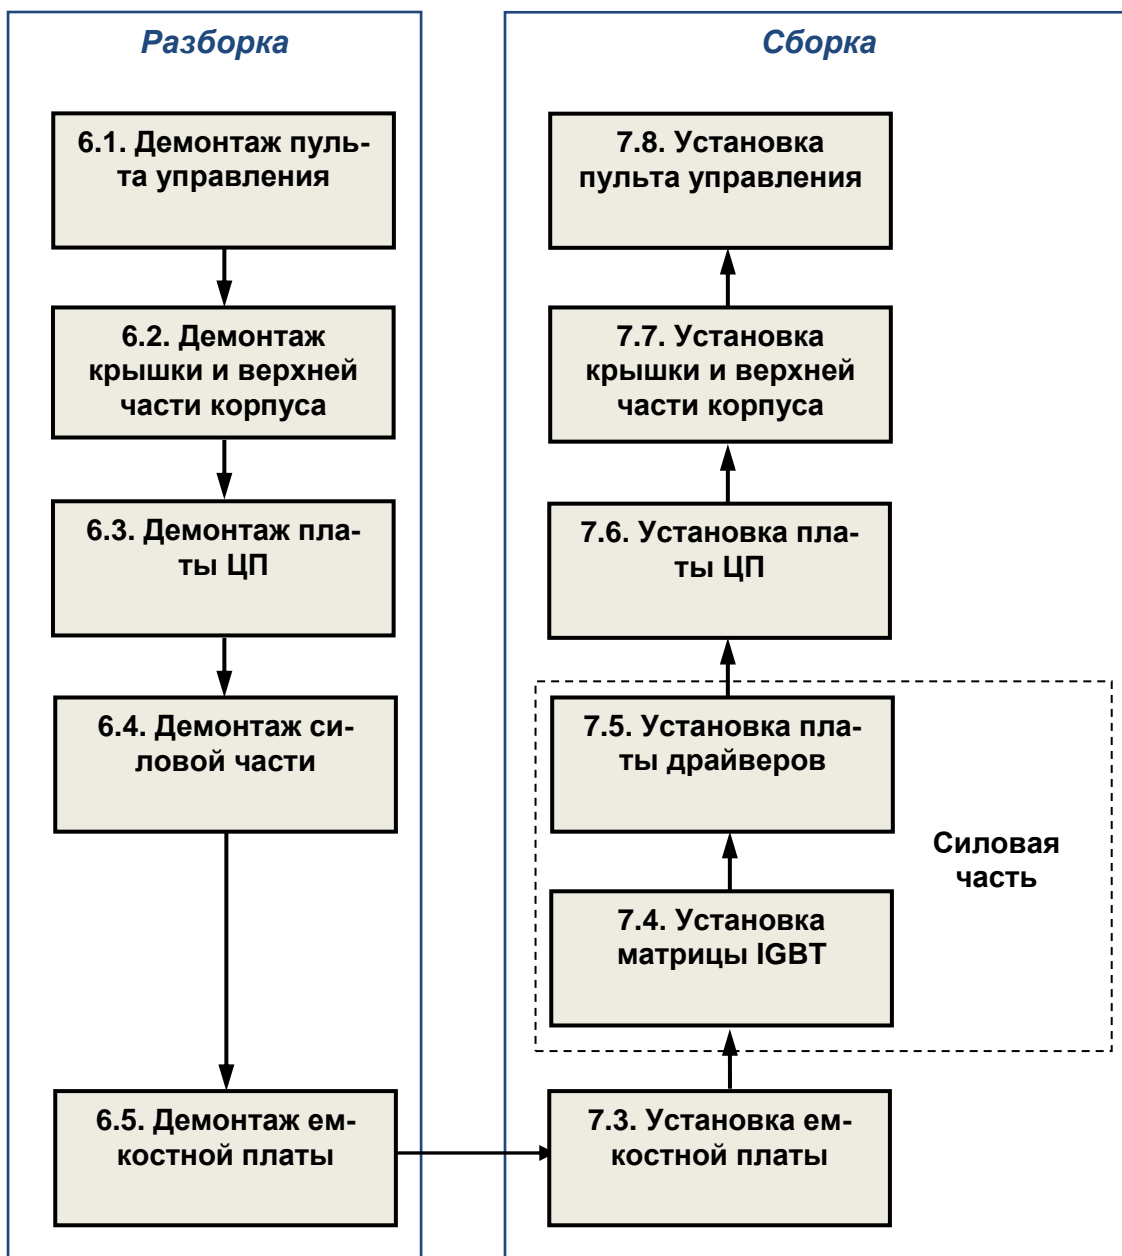 Разборка
6.1. Демонтаж пуль-
та управления
6.2. Демонтаж
крышки и верхней
части корпуса
6.3. Демонтаж пла-
ты ЦП
6.4. Демонтаж си-
ловой части
6.5. Демонтаж ем-
костной платы
Сборка
7.8. Установка
пульта управления
7.7. Установка
крышки и верхней
части корпуса
7.6. Установка пла-
ты ЦП
7.5. Установка пла-
ты драйверов
Силовая
часть
7.4. Установка
матрицы IGBT
7.3. Установка ем-
костной платы